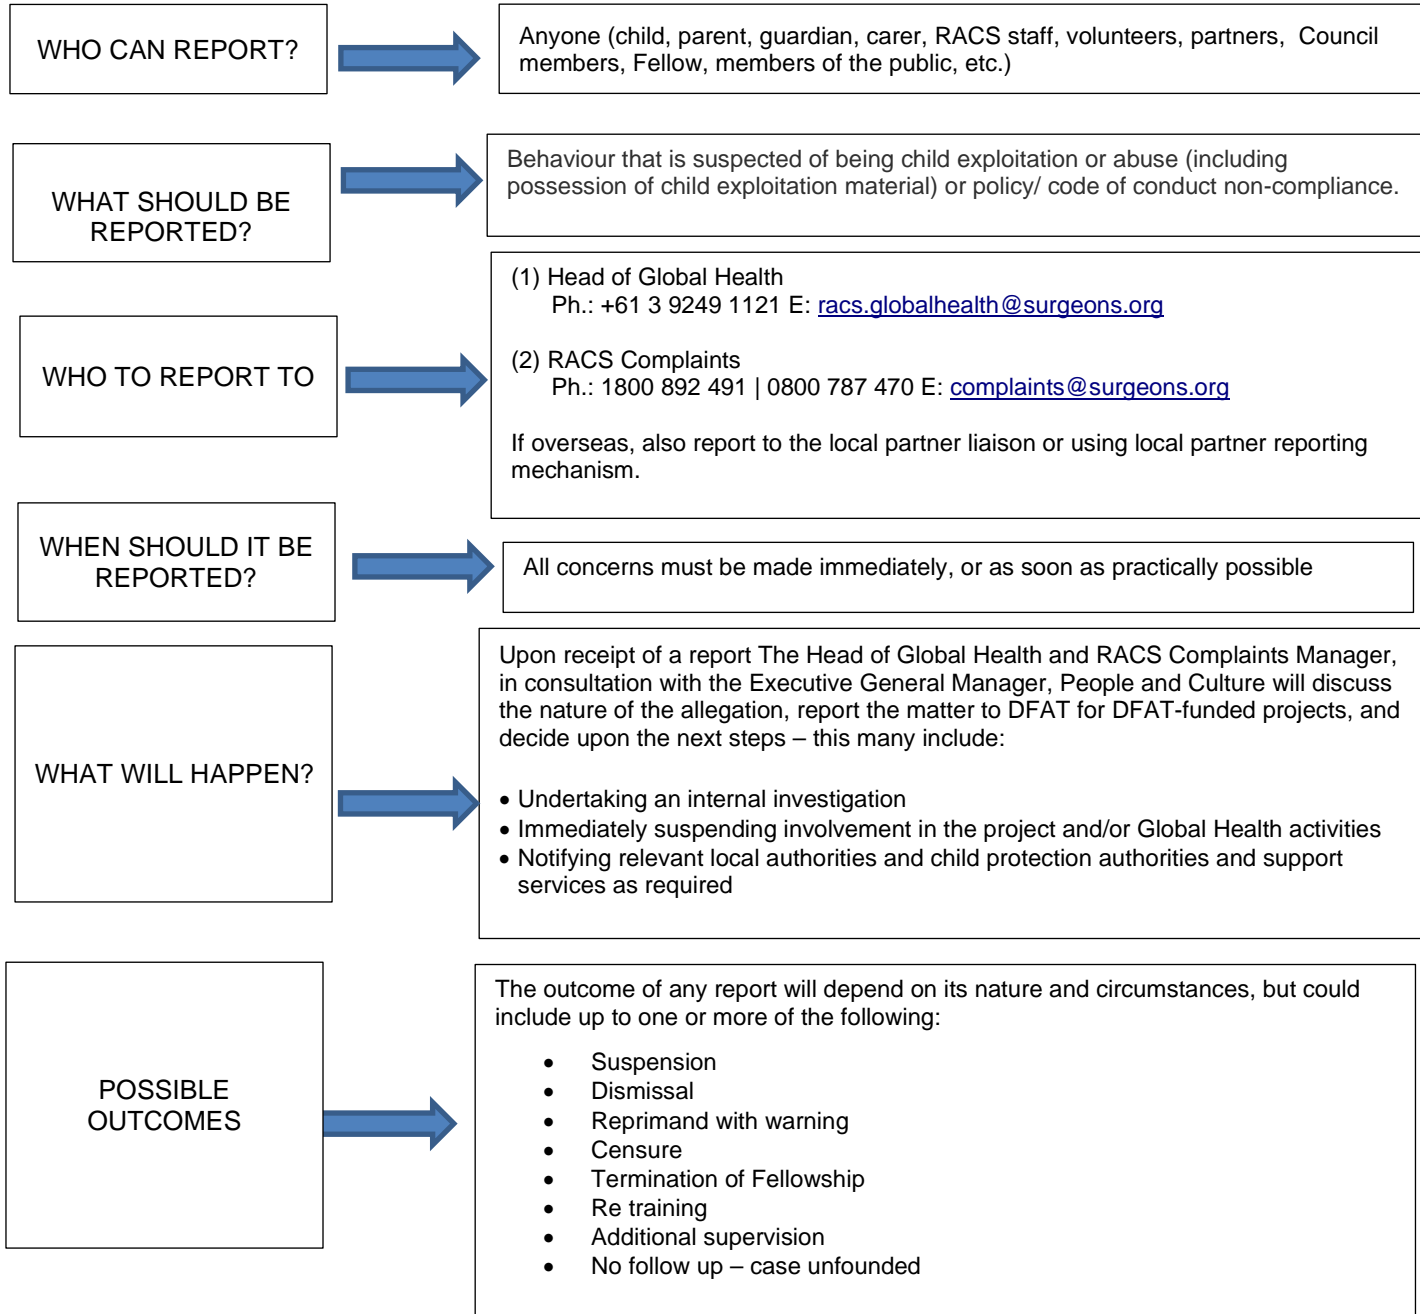 WHO CAN REPORT?
Anyone (child, parent, guardian, carer, RACS staff, volunteers, partners, Council
members, Fellow, members of the public, etc.)
WHAT SHOULD BE
REPORTED?
Behaviour that is suspected of being child exploitation or abuse (including
possession of child exploitation material) or policy/ code of conduct non-compliance.
WHO TO REPORT TO
(1) Head of Global Health
Ph.: +61 3 9249 1121 E: racs.globalhealth@surgeons.org
(2) RACS Complaints
Ph.: 1800 892 491 | 0800 787 470 E: complaints@surgeons.org
If overseas, also report to the local partner liaison or using local partner reporting
mechanism.
WHEN SHOULD IT BE
REPORTED?
All concerns must be made immediately, or as soon as practically possible
WHAT WILL HAPPEN?
Upon receipt of a report The Head of Global Health and RACS Complaints Manager,
in consultation with the Executive General Manager, People and Culture will discuss
the nature of the allegation, report the matter to DFAT for DFAT-funded projects, and
decide upon the next steps – this many include:
• Undertaking an internal investigation
• Immediately suspending involvement in the project and/or Global Health activities
• Notifying relevant local authorities and child protection authorities and support
services as required
POSSIBLE
OUTCOMES
The outcome of any report will depend on its nature and circumstances, but could
include up to one or more of the following:
• Suspension
• Dismissal
• Reprimand with warning
• Censure
• Termination of Fellowship
• Re training
• Additional supervision
• No follow up – case unfounded